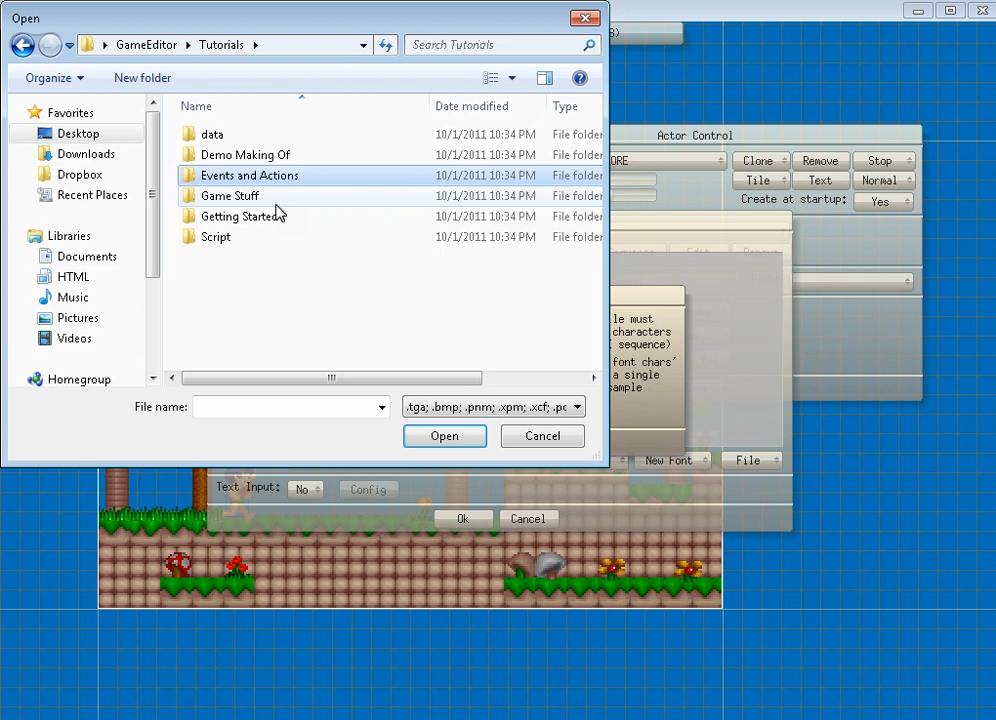 Open
GameEditor Tutorials Search Tutorials
Organize New folder
Name Date modified Type
Favorites
Desktop
Downloads
Dropbox
Recent Places
Libraries
Documents
HTML
Music
Pictures
Videos
Homegroup
data 10/1/2011 10:34 PM File folder
Demo Making Of 10/1/2011 10:34 PM File folder
Events and Actions 10/1/2011 10:34 PM File folder
Game Stuff 10/1/2011 10:34 PM File folder
Getting Started 10/1/2011 10:34 PM File folder
Script 10/1/2011 10:34 PM File folder
File name: .tga; .bmp; .pnm; .xpm; .xcf; .pc
Open Cancel
Actor Control
ORE Clone Remove Stop
Tile Text Normal
Create at startup: Yes
le must
characters
sequence)
font chars'
a single
sample
New Font File
Text Input: No Config
Ok Cancel